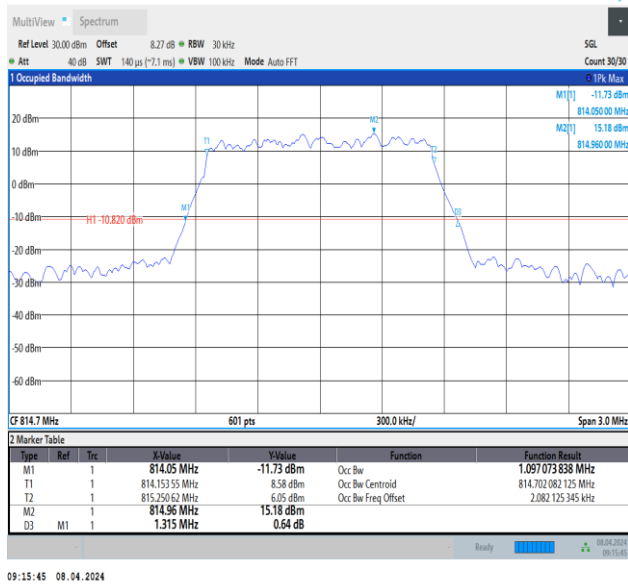 MultiView Spectrum
Ref Level 30.00 dBm Offset 8.27 dB RBW 30 kHz SGL
Att 40 dB SWT 140 µs (~7.1 ms) VBW 100 kHz Mode Auto FFT Count 30/30
1 Occupied Bandwidth 1Pk Max
M1[1] -11.73 dBm
814.050 00 MHz
M2[1] 15.18 dBm
814.960 00 MHz
20 dBm
M2
T1
T2
10 dBm
0 dBm
M1
D3
-10 dBm
H1 -10.820 dBm
-20 dBm
-30 dBm
-40 dBm
-50 dBm
-60 dBm
CF 814.7 MHz 601 pts 300.0 kHz/ Span 3.0 MHz
2 Marker Table
Type Ref Trc X-Value Y-Value Function Function Result
M1 1 814.05 MHz -11.73 dBm Occ Bw 1.097 073 838 MHz
T1 1 814.153 55 MHz 8.58 dBm Occ Bw Centroid 814.702 082 125 MHz
T2 1 815.250 62 MHz 6.05 dBm Occ Bw Freq Offset 2.082 125 345 kHz
M2 1 814.96 MHz 15.18 dBm
D3 M1 1 1.315 MHz 0.64 dB
Ready 08.04.2024
09:15:45
09:15:45 08.04.2024